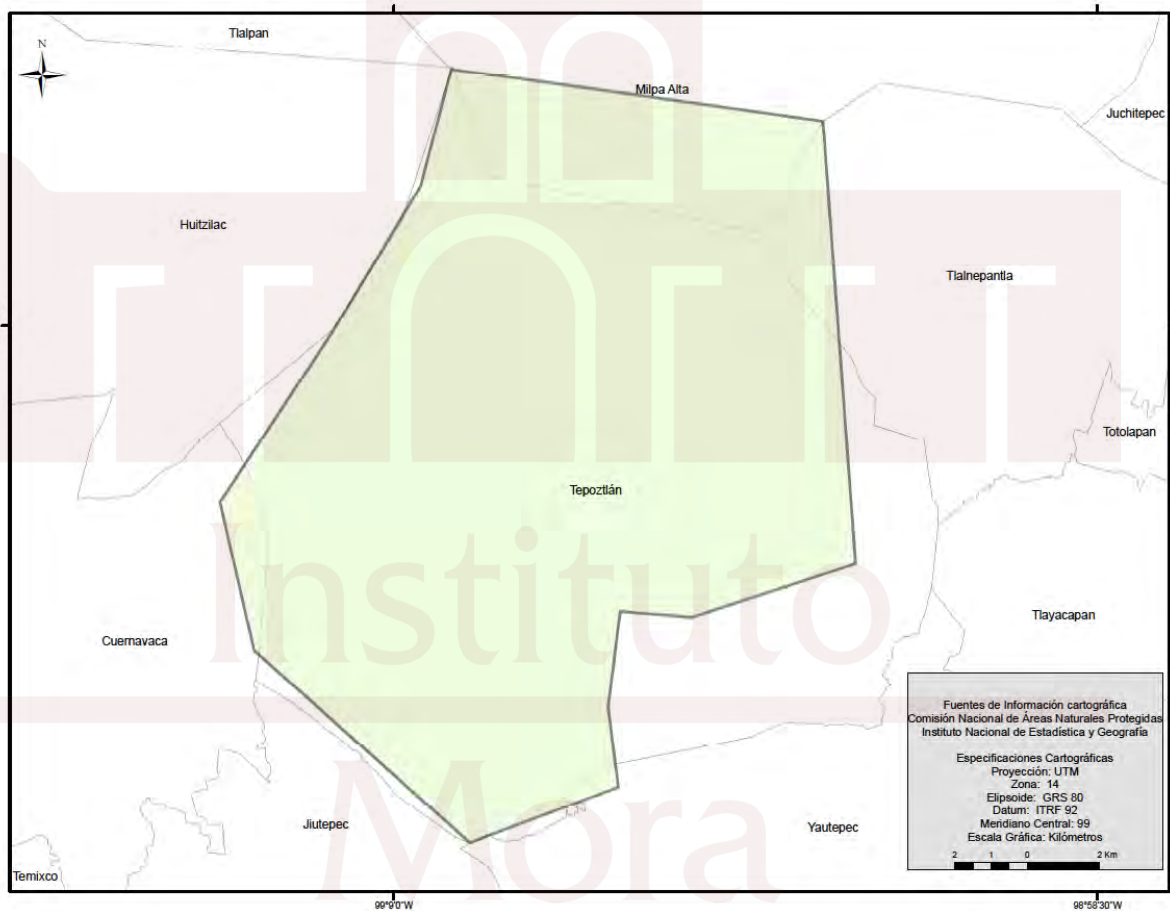 Tlalpan
N
Milpa Alta
Juchitepec
Huitzilac
Tlalnepantla
Totolapan
Tepoztlán
Instituto
Cuernavaca
Tlayacapan
Fuentes de Información cartográfica
Comisión Nacional de Áreas Naturales Protegidas
Instituto Nacional de Estadística y Geografía
Especificaciones Cartográficas
Proyección: UTM
Zona: 14
Elipsoide: GRS 80
Datum: ITRF 92
Meridiano Central: 99
Escala Gráfica: Kilómetros
2 1 0 2 Km
Mora
Jiutepec
Yautepec
Temixco
99°9'0"W
98°58'30"W